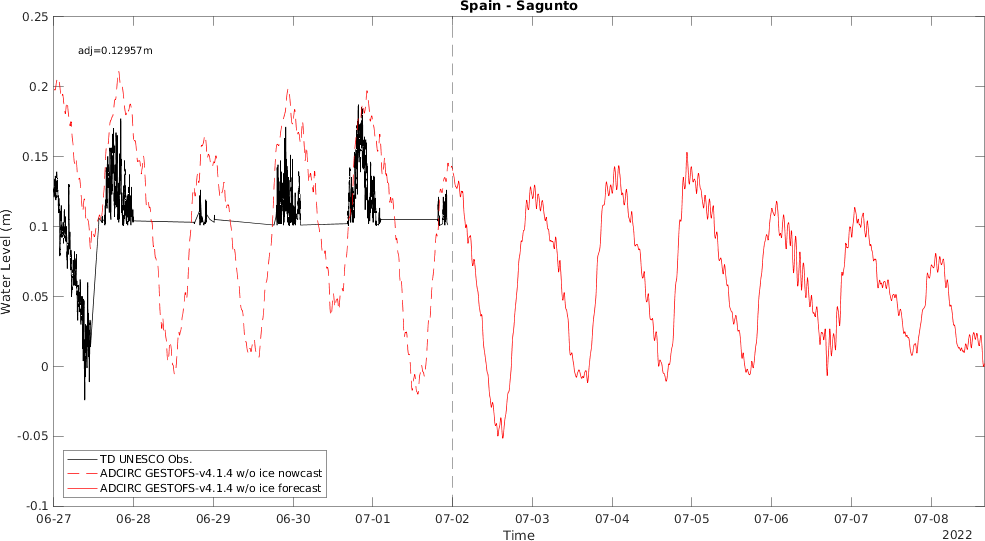 Spain - Sagunto
adj=0.12957m
0.25
0.2
0.15
0.1
0.05
0
-0.05
-0.1
Water Level (m)
TD UNESCO Obs.
ADCIRC GESTOFS-v4.1.4 w/o ice nowcast
ADCIRC GESTOFS-v4.1.4 w/o ice forecast
06-27 06-28 06-29 06-30 07-01 07-02 07-03 07-04 07-05 07-06 07-07 07-08
Time
2022